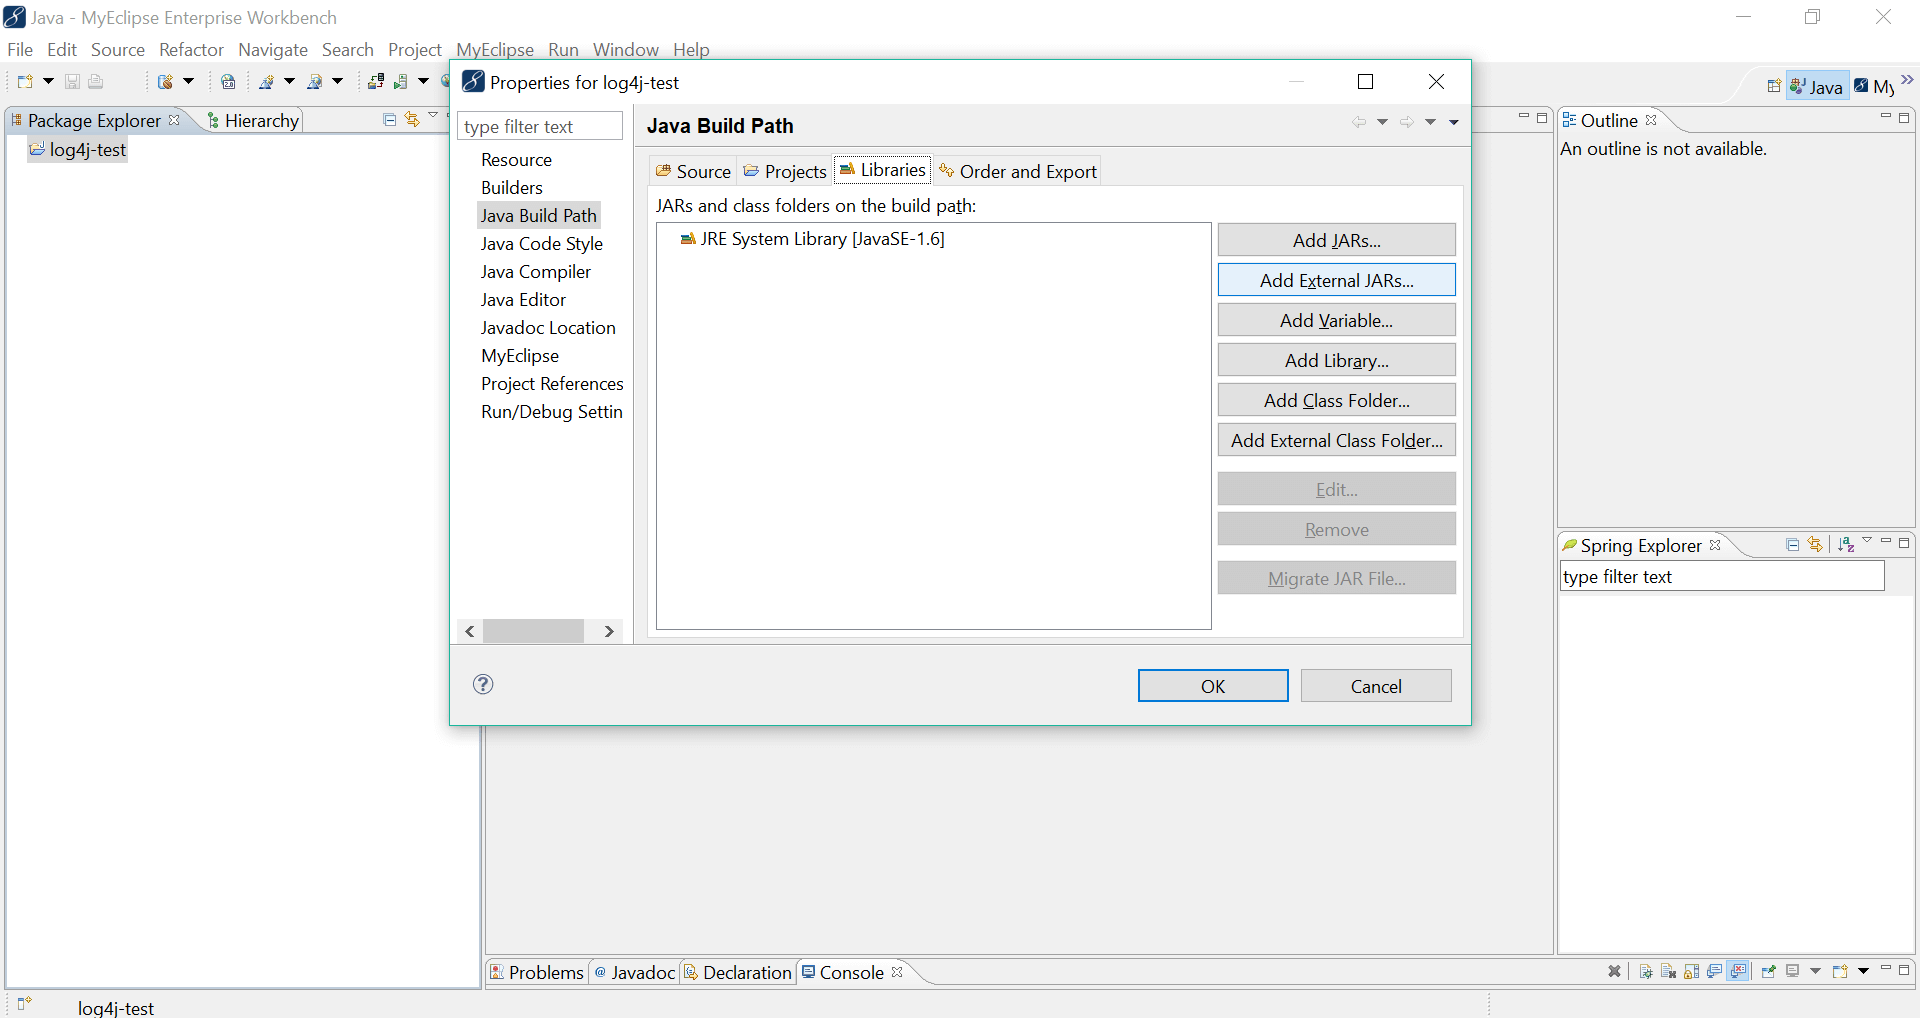 Java - MyEclipse Enterprise Workbench
File Edit Source Refactor Navigate Search Project MyEclipse Run Window Help
Properties for log4j-test
Java
My
Package Explorer
Hierarchy
log4j-test
type filter text
Resource
Builders
Java Build Path
Java Code Style
Java Compiler
Java Editor
Javadoc Location
MyEclipse
Project References
Run/Debug Settin
Java Build Path
Source Projects Libraries Order and Export
JARs and class folders on the build path:
JRE System Library [JavaSE-1.6]
Add JARs...
Add External JARs...
Add Variable...
Add Library...
Add Class Folder...
Add External Class Folder...
Edit...
Remove
Migrate JAR File...
OK
Cancel
Outline
An outline is not available.
Spring Explorer
type filter text
Problems @ Javadoc Declaration Console
log4j-test